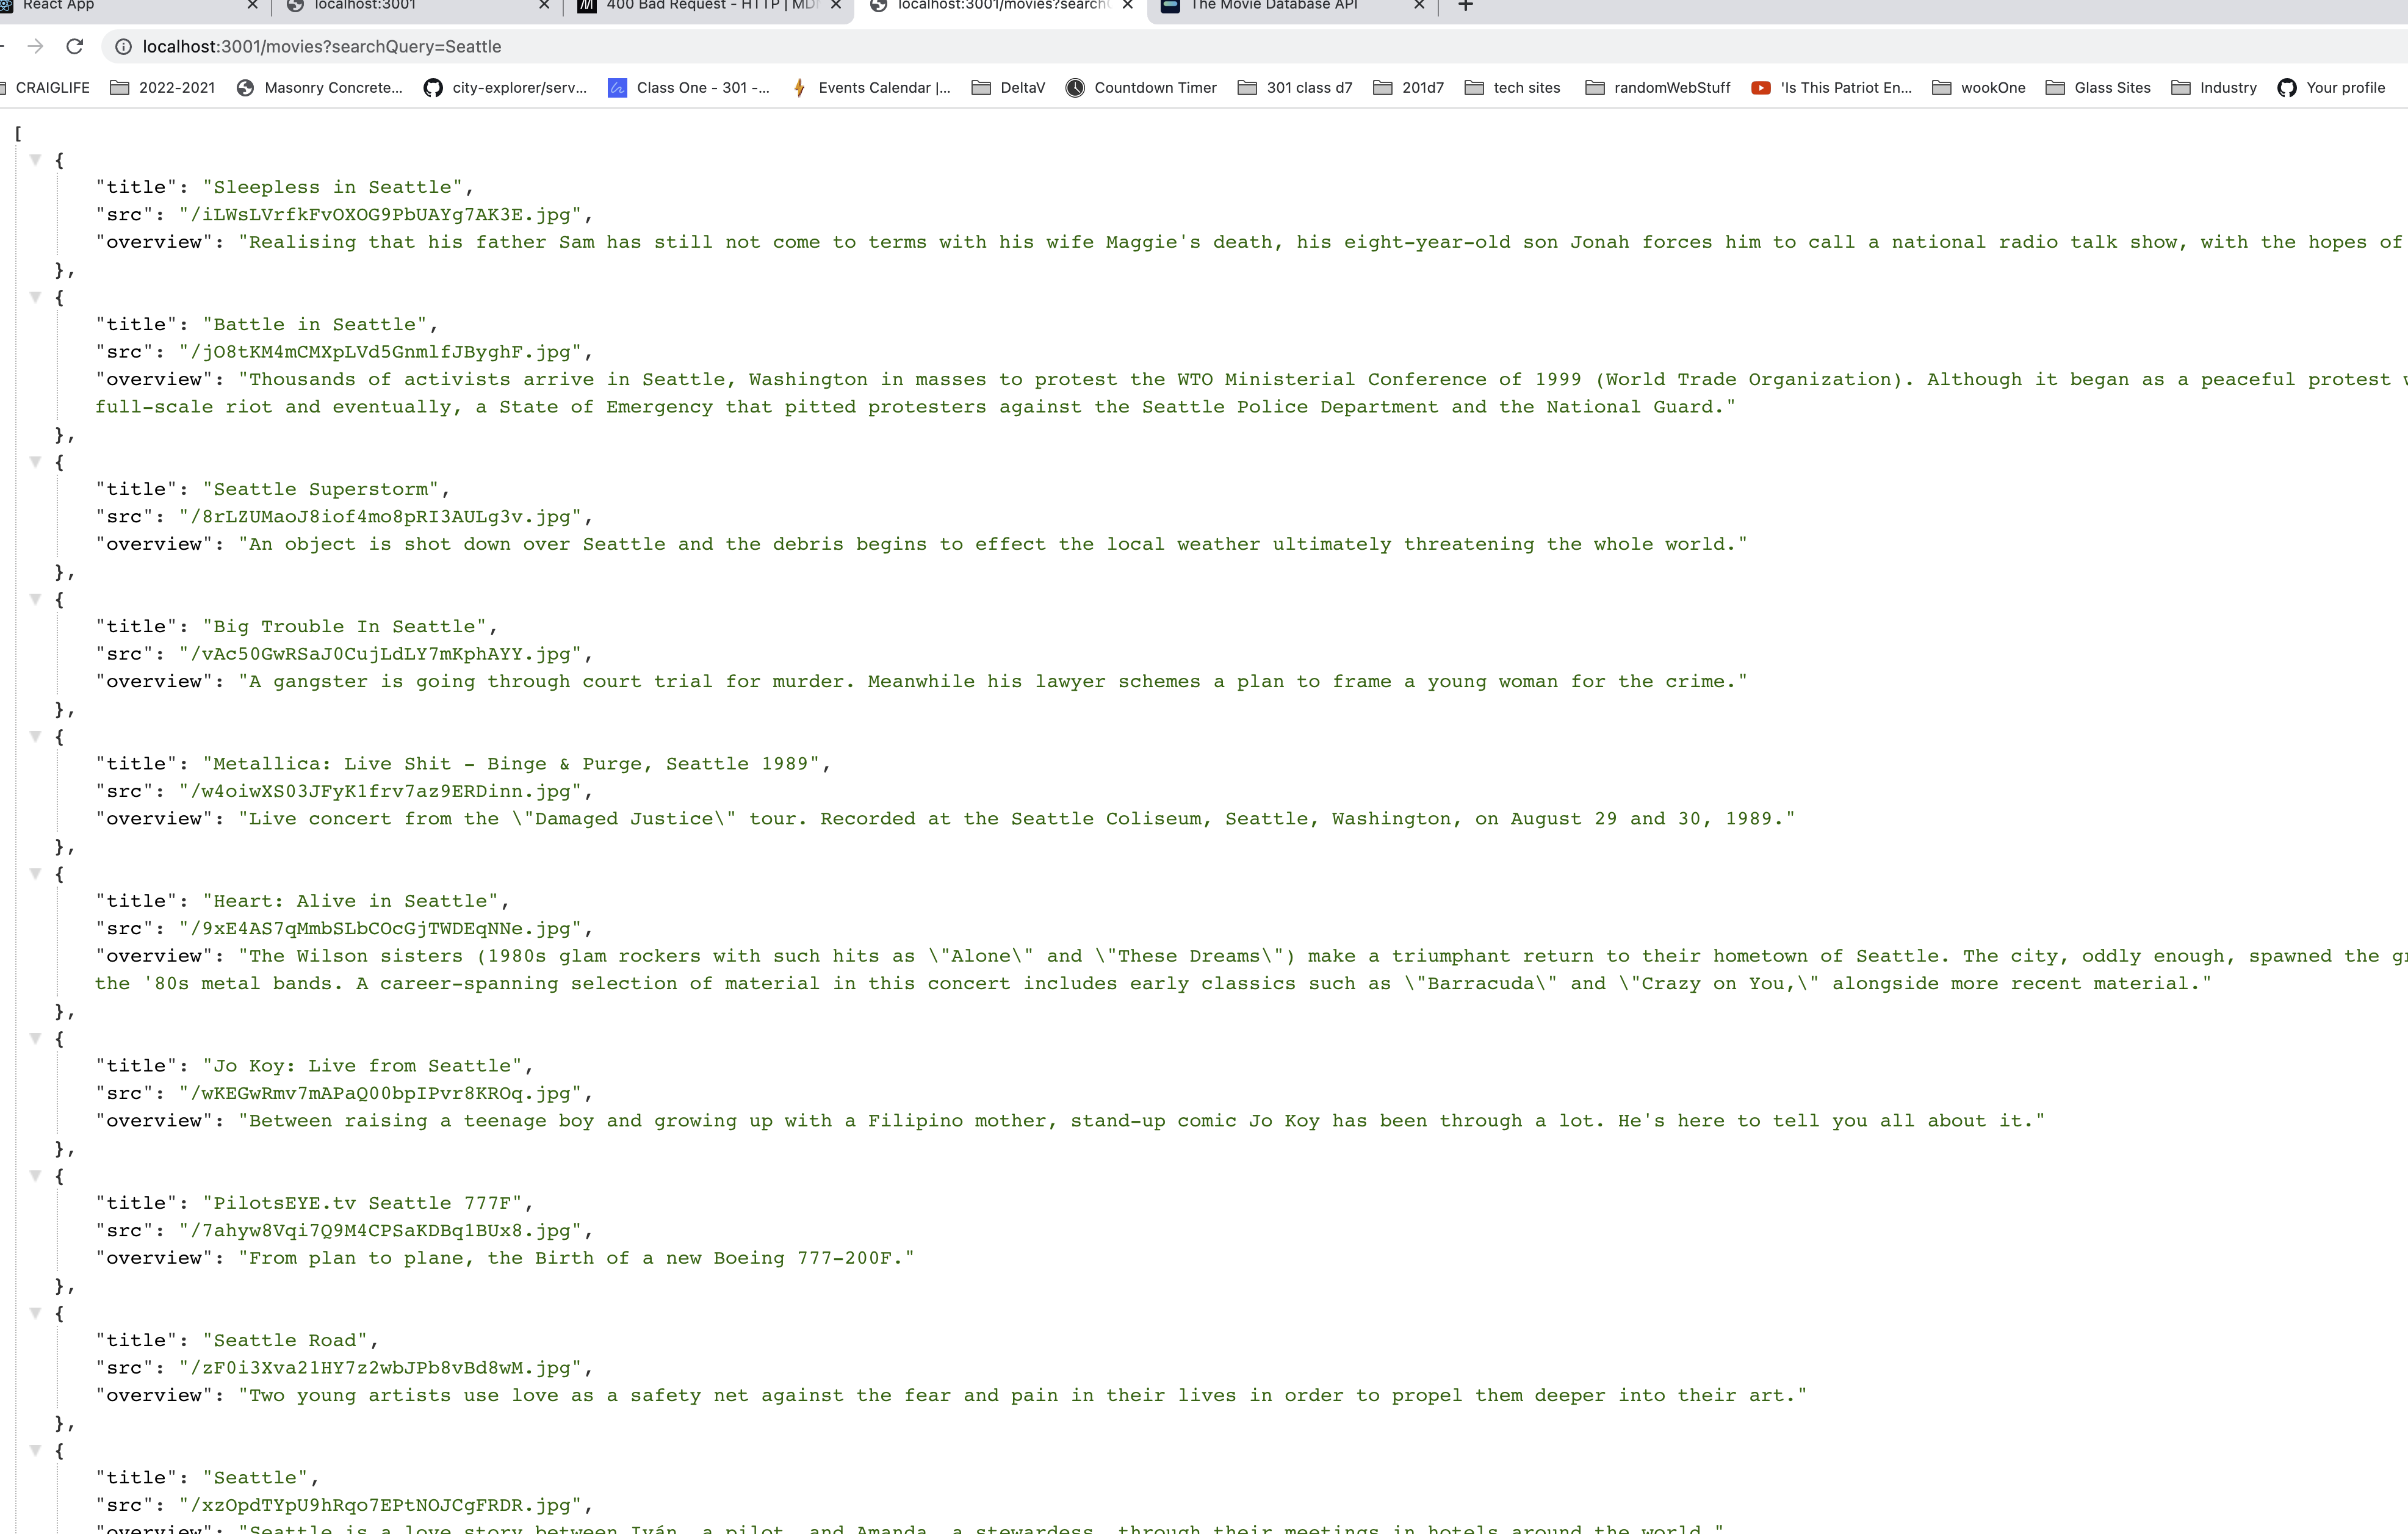 React App localhost:3001 400 Bad Request - HTTP | MD localhost:3001/movies?search The Movie Database API
localhost:3001/movies?searchQuery=Seattle
CRAIGLIFE 2022-2021 Masonry Concrete... city-explorer/serv... Class One - 301 -... Events Calendar |... DeltaV Countdown Timer 301 class d7 201d7 tech sites randomWebStuff 'Is This Patriot En... wookOne Glass Sites Industry Your profile
[
{
"title": "Sleepless in Seattle",
"src": "/iLWsLVrfkFvOXOG9PbUAYg7AK3E.jpg",
"overview": "Realising that his father Sam has still not come to terms with his wife Maggie's death, his eight-year-old son Jonah forces him to call a national radio talk show, with the hopes of
},
{
"title": "Battle in Seattle",
"src": "/jO8tKM4mCMXpLVd5GnmlfJByghF.jpg",
"overview": "Thousands of activists arrive in Seattle, Washington in masses to protest the WTO Ministerial Conference of 1999 (World Trade Organization). Although it began as a peaceful protest
full-scale riot and eventually, a State of Emergency that pitted protesters against the Seattle Police Department and the National Guard."
},
{
"title": "Seattle Superstorm",
"src": "/8rLZUMaoJ8iof4mo8pRI3AULg3v.jpg",
"overview": "An object is shot down over Seattle and the debris begins to effect the local weather ultimately threatening the whole world."
},
{
"title": "Big Trouble In Seattle",
"src": "/vAc50GwRSaJ0CujLdLY7mKphAYY.jpg",
"overview": "A gangster is going through court trial for murder. Meanwhile his lawyer schemes a plan to frame a young woman for the crime."
},
{
"title": "Metallica: Live Shit - Binge & Purge, Seattle 1989",
"src": "/w4oiwXS03JFyK1frv7az9ERDinn.jpg",
"overview": "Live concert from the \"Damaged Justice\" tour. Recorded at the Seattle Coliseum, Seattle, Washington, on August 29 and 30, 1989."
},
{
"title": "Heart: Alive in Seattle",
"src": "/9xE4AS7qMmbSLbCOcGjTWDEqNNe.jpg",
"overview": "The Wilson sisters (1980s glam rockers with such hits as \"Alone\" and \"These Dreams\") make a triumphant return to their hometown of Seattle. The city, oddly enough, spawned the
the '80s metal bands. A career-spanning selection of material in this concert includes early classics such as \"Barracuda\" and \"Crazy on You,\" alongside more recent material."
},
{
"title": "Jo Koy: Live from Seattle",
"src": "/wKEGwRmv7mAPaQ00bpIPvr8KROq.jpg",
"overview": "Between raising a teenage boy and growing up with a Filipino mother, stand-up comic Jo Koy has been through a lot. He's here to tell you all about it."
},
{
"title": "PilotsEYE.tv Seattle 777F",
"src": "/7ahyw8Vqi7Q9M4CPSaKDBq1BUx8.jpg",
"overview": "From plan to plane, the Birth of a new Boeing 777-200F."
},
{
"title": "Seattle Road",
"src": "/zF0i3Xva21HY7z2wbJPb8vBd8wM.jpg",
"overview": "Two young artists use love as a safety net against the fear and pain in their lives in order to propel them deeper into their art."
},
{
"title": "Seattle",
"src": "/xzOpdTYpU9hRqo7EPtNOJCgFRDR.jpg",
"overview": "Seattle is a love story between Iván, a pilot, and Amanda, a stewardess, through their meetings in hotels around the world."